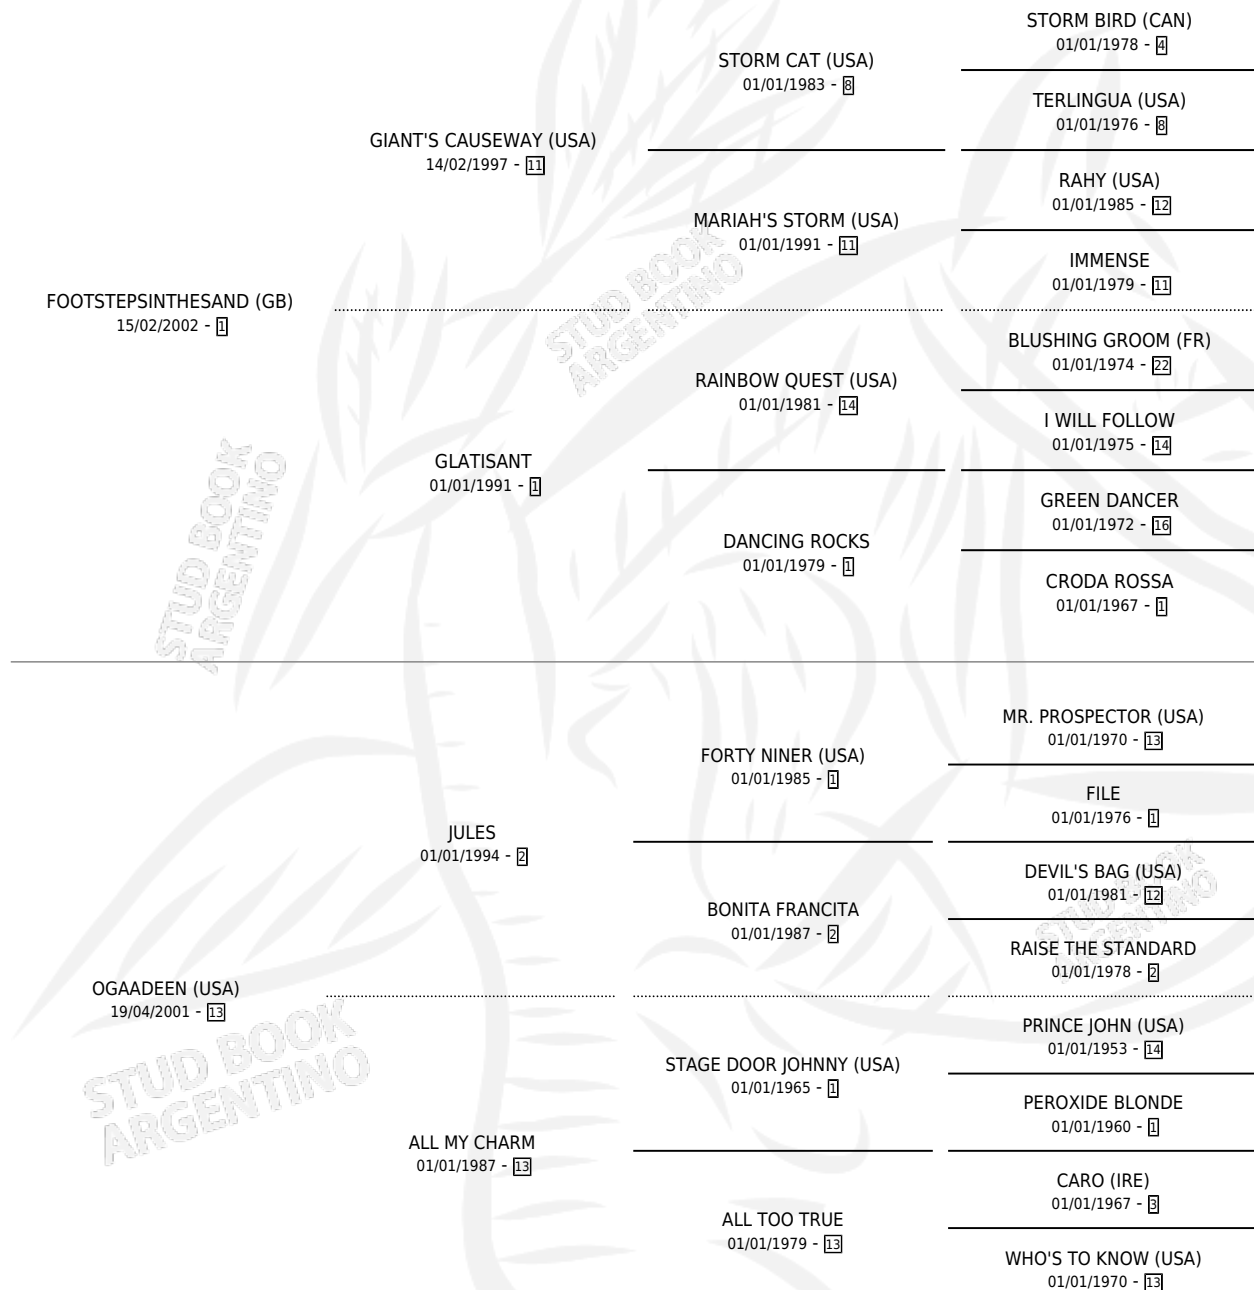 STORM BIRD (CAN)
01/01/1978 - 4
STORM CAT (USA)
01/01/1983 - 8
TERLINGUA (USA)
01/01/1976 - 8
GIANT'S CAUSEWAY (USA)
14/02/1997 - 11
RAHY (USA)
01/01/1985 - 12
MARIAH'S STORM (USA)
01/01/1991 - 11
IMMENSE
01/01/1979 - 11
FOOTSTEPSINTHESAND (GB)
15/02/2002 - 1
BLUSHING GROOM (FR)
01/01/1974 - 22
RAINBOW QUEST (USA)
01/01/1981 - 14
I WILL FOLLOW
01/01/1975 - 14
GLATISANT
01/01/1991 - 1
GREEN DANCER
01/01/1972 - 16
DANCING ROCKS
01/01/1979 - 1
CRODA ROSSA
01/01/1967 - 1
MR. PROSPECTOR (USA)
01/01/1970 - 13
FORTY NINER (USA)
01/01/1985 - 1
FILE
01/01/1976 - 1
JULES
01/01/1994 - 2
DEVIL'S BAG (USA)
01/01/1981 - 12
BONITA FRANCITA
01/01/1987 - 2
RAISE THE STANDARD
01/01/1978 - 2
OGAADEEN (USA)
19/04/2001 - 13
PRINCE JOHN (USA)
01/01/1953 - 14
STAGE DOOR JOHNNY (USA)
01/01/1965 - 1
PEROXIDE BLONDE
01/01/1960 - 1
ALL MY CHARM
01/01/1987 - 13
CARO (IRE)
01/01/1967 - 3
ALL TOO TRUE
01/01/1979 - 13
WHO'S TO KNOW (USA)
01/01/1970 - 13
STUD BOOK
ARGENTINO
STUD BOOK
ARGENTINO
STUD BOOK
ARGENTINO
STUD BOOK
ARGENTINO